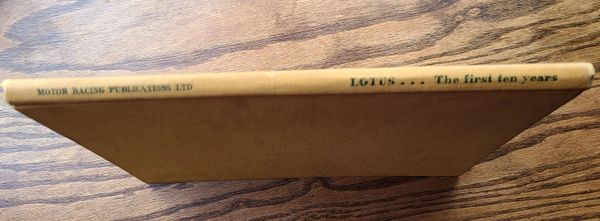 MOTOR RACING PUBLICATIONS LTD
LOTUS . . . The first ten years